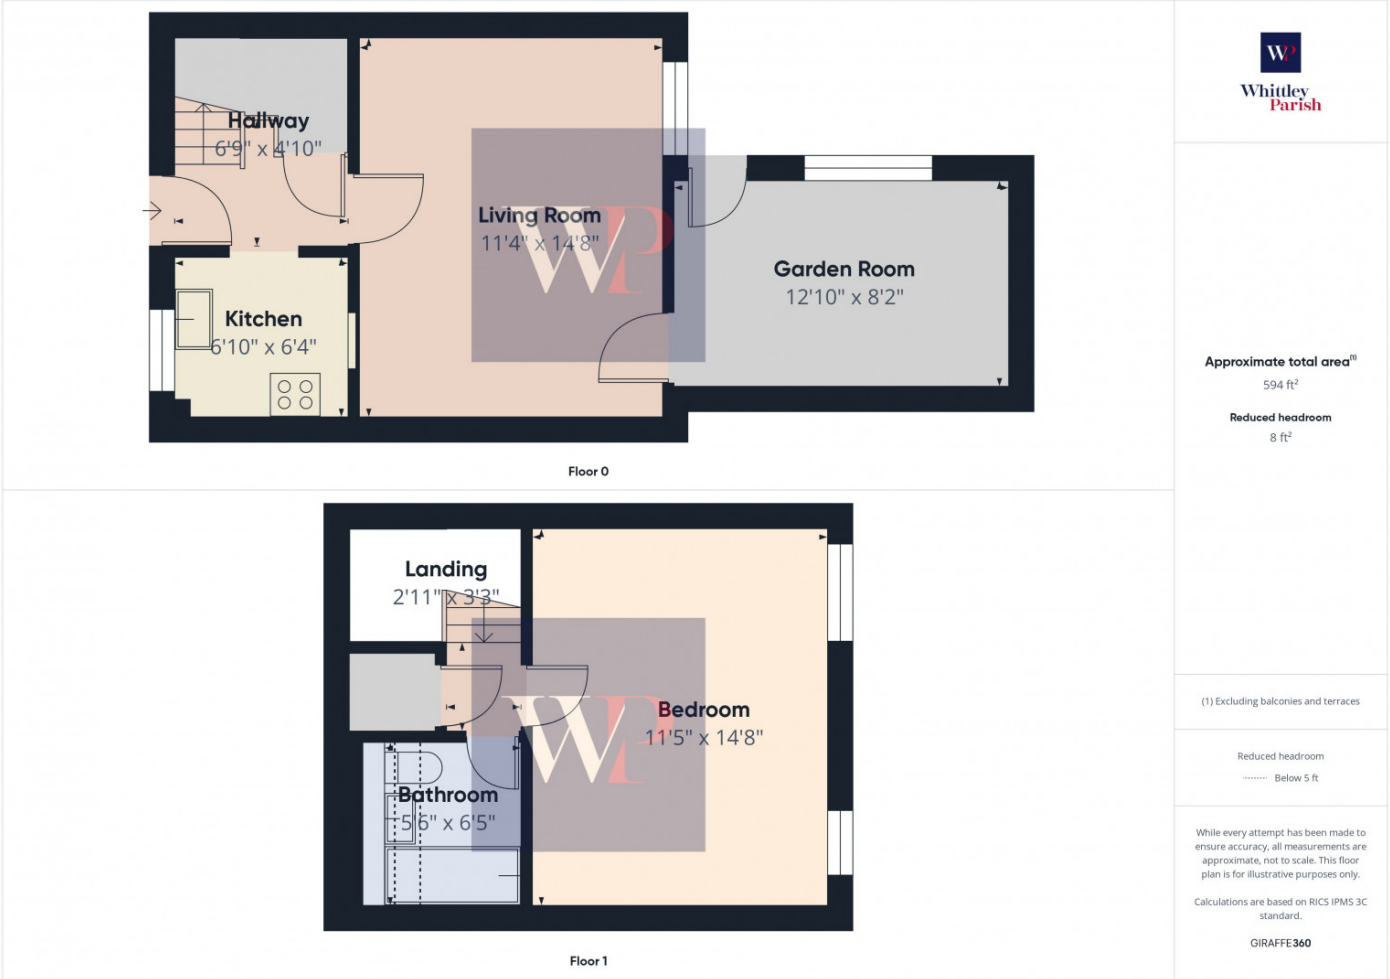 Hallway
6'9" x 4'10"
Living Room
11'4" x 14'8"
WP
Garden Room
12'10" x 8'2"
Kitchen
6'10" x 6'4"
Floor 0
Landing
2'11" x 3'3"
Bedroom
11'5" x 14'8"
WP
Bathroom
5'6" x 6'5"
Floor 1
WP
Whittley
Parish
Approximate total area(1)
594 ft²
Reduced headroom
8 ft²
(1) Excluding balconies and terraces
Reduced headroom
Below 5 ft
While every attempt has been made to
ensure accuracy, all measurements are
approximate, not to scale. This floor
plan is for illustrative purposes only.
Calculations are based on RICS IPMS 3C
standard.
GIRAFFE360